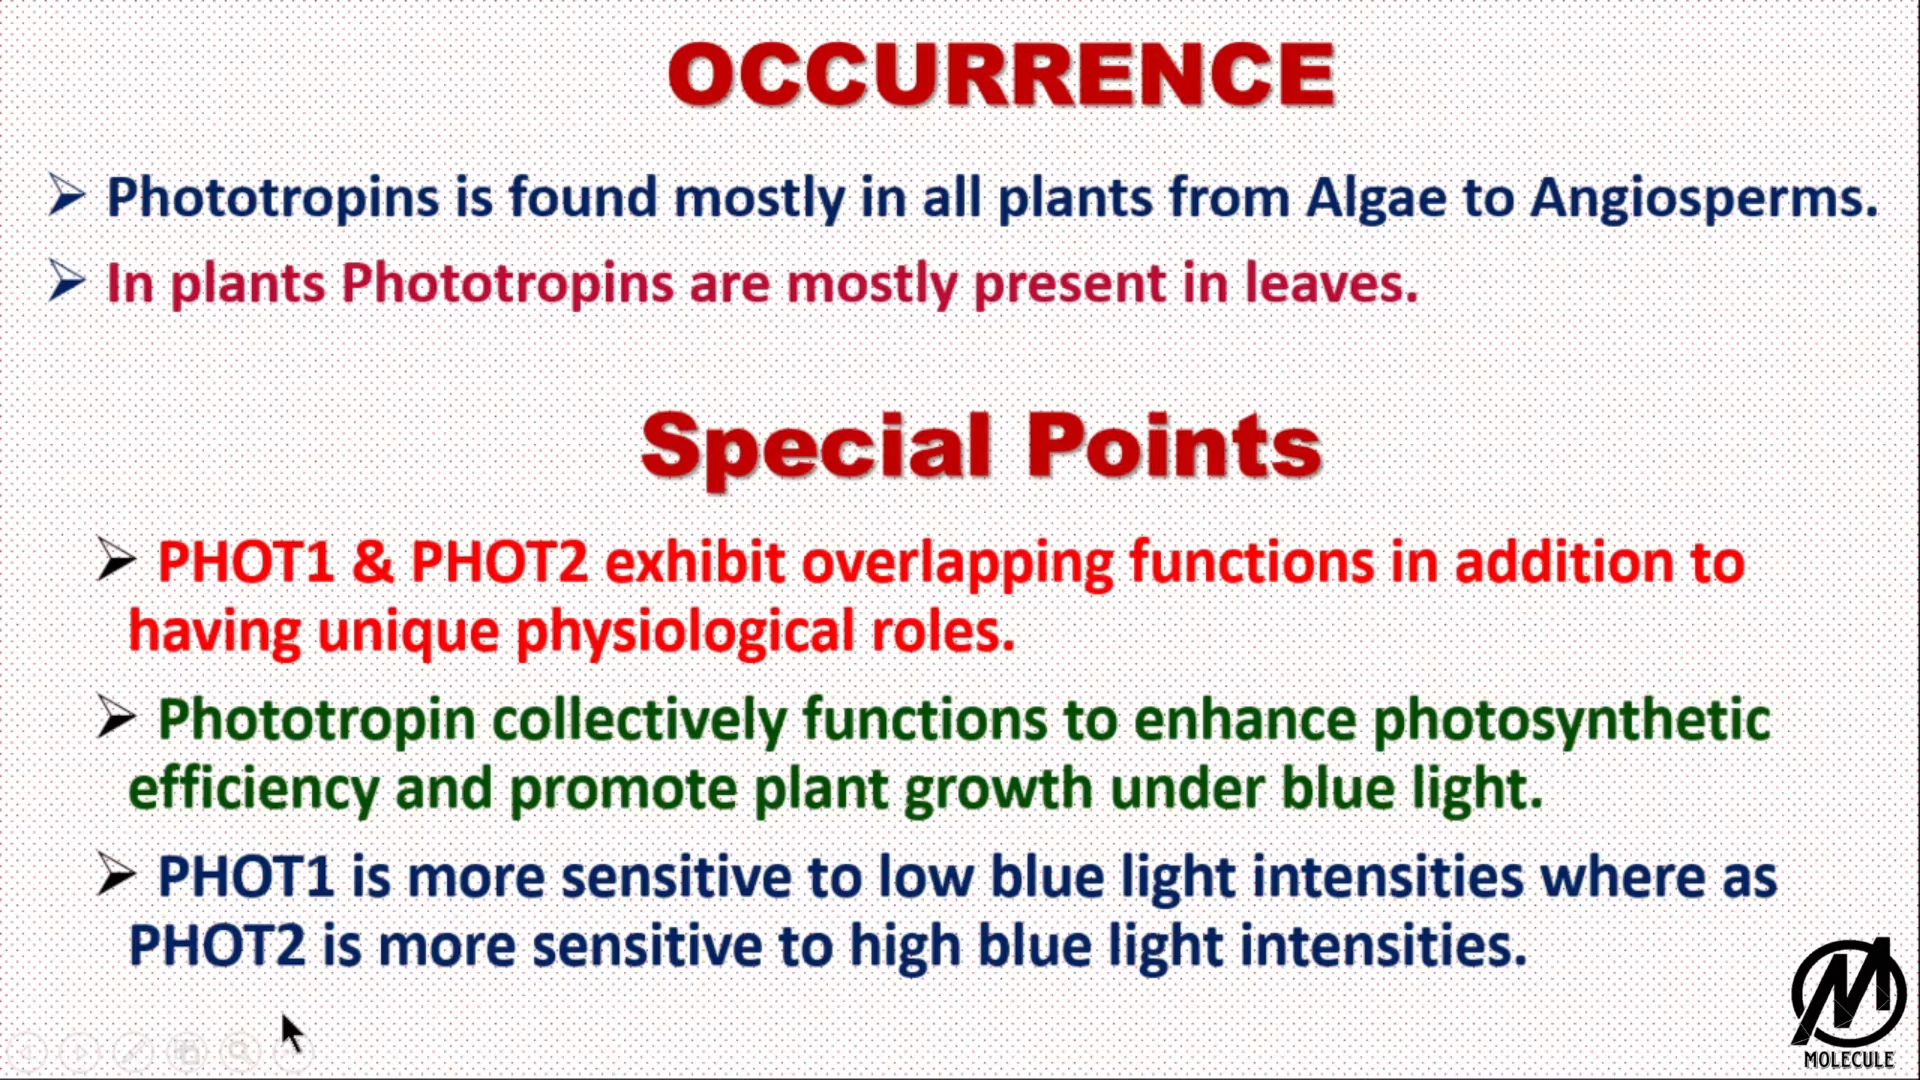 OCCURRENCE
➢ Phototropins is found mostly in all plants from Algae to Angiosperms.
➢ In plants Phototropins are mostly present in leaves.
Special Points
➢ PHOT1 & PHOT2 exhibit overlapping functions in addition to
having unique physiological roles.
➢ Phototropin collectively functions to enhance photosynthetic
efficiency and promote plant growth under blue light.
➢ PHOT1 is more sensitive to low blue light intensities where as
PHOT2 is more sensitive to high blue light intensities.
M
MOLECULE